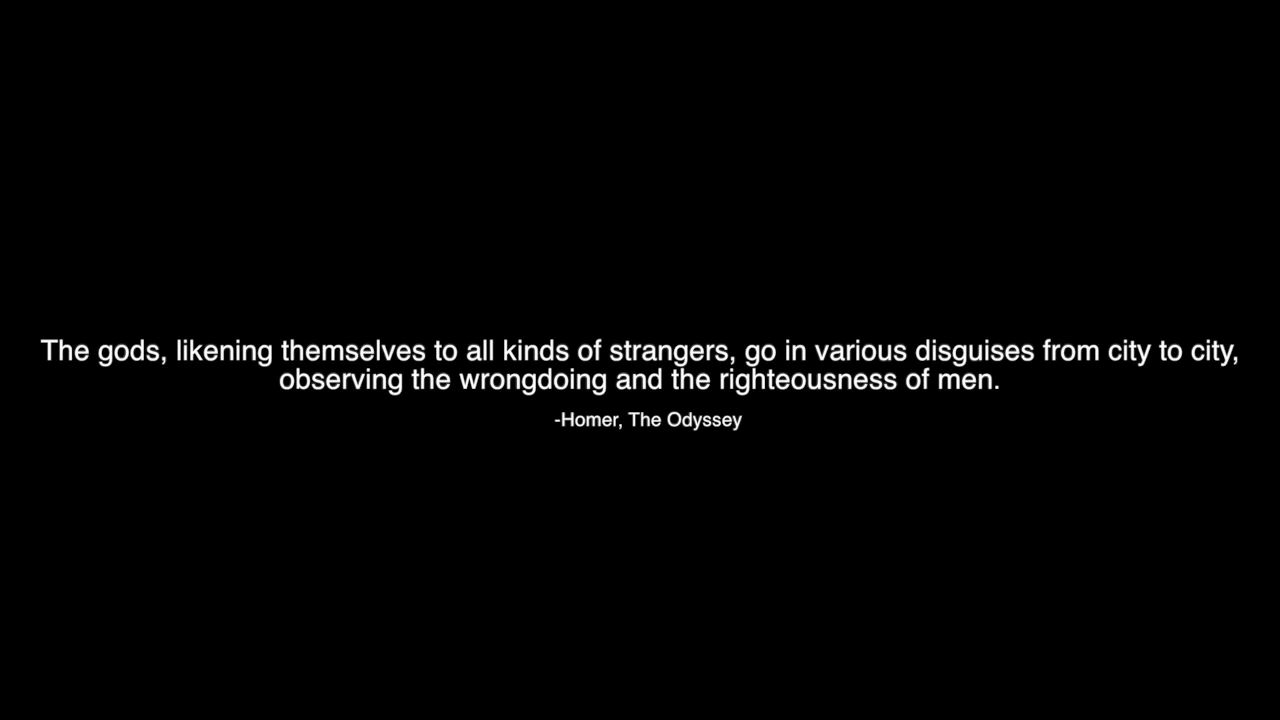 The gods, likening themselves to all kinds of strangers, go in various disguises from city to city,
observing the wrongdoing and the righteousness of men.
-Homer, The Odyssey